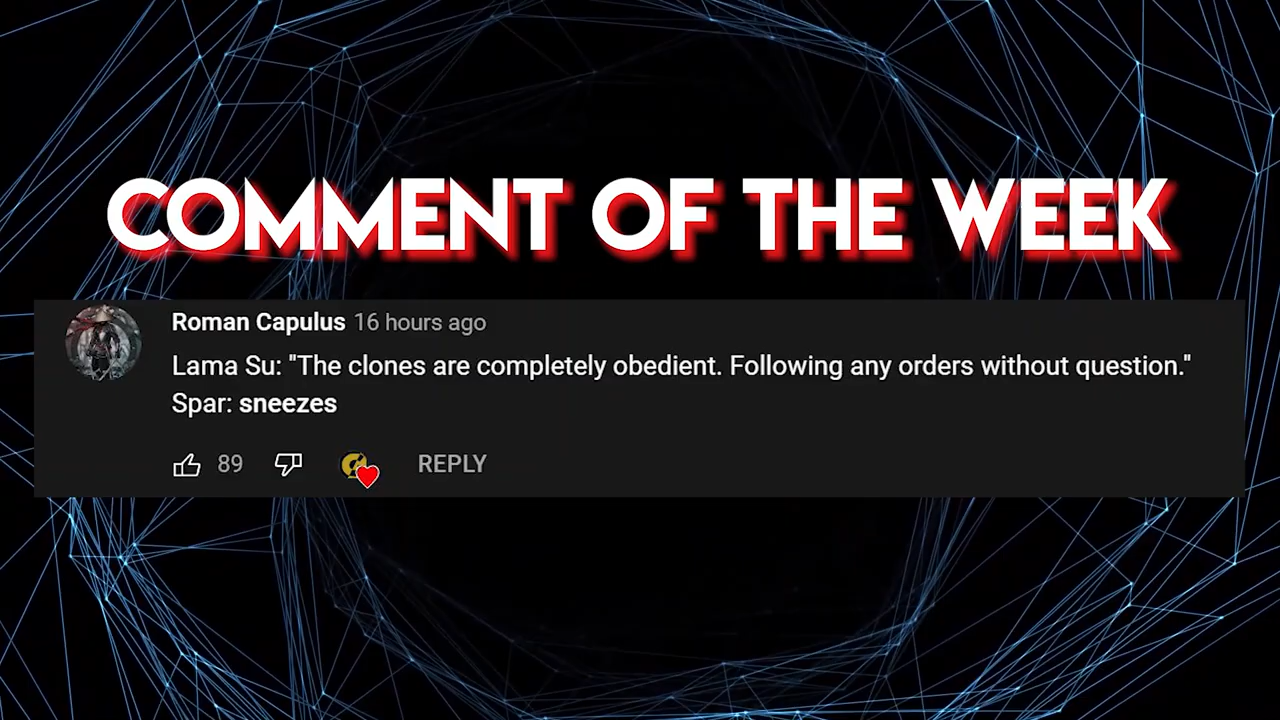 COMMENT OF THE WEEK
Roman Capulus 16 hours ago
Lama Su: "The clones are completely obedient. Following any orders without question."
Spar: sneezes
89 REPLY